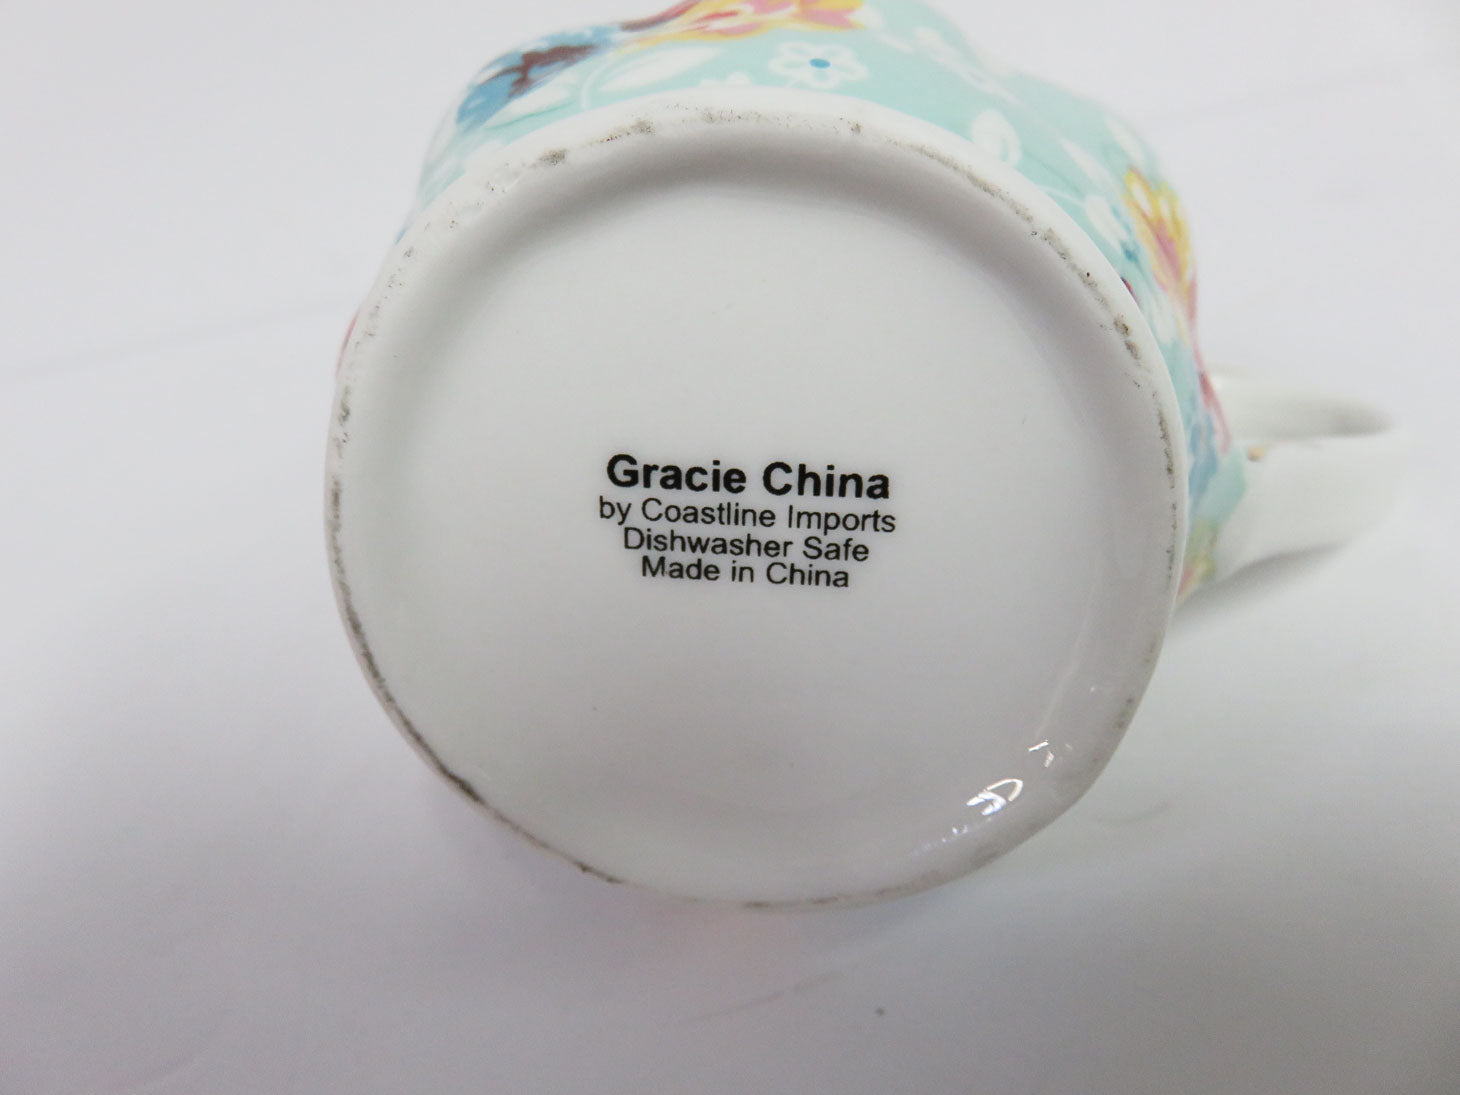 Gracie China
by Coastline Imports
Dishwasher Safe
Made in China